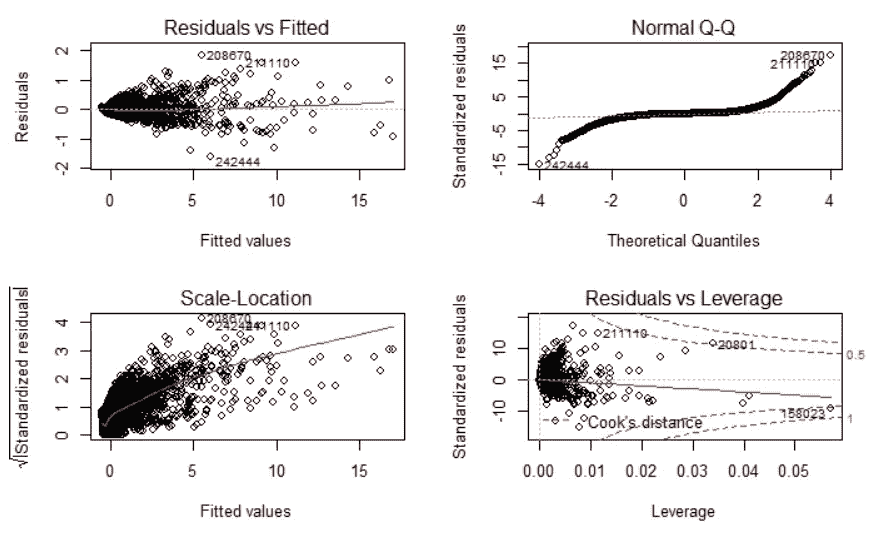 Residuals vs Fitted
Residuals
2
1
0
-1
-2
208670
211110
242444
0 5 10 15
Fitted values
Normal Q-Q
Standardized residuals
15
5
-5
-15
208670
211110
242444
-4 -2 0 2 4
Theoretical Quantiles
Scale-Location
√|Standardized residuals|
4
3
2
1
0
208670
242444
211110
0 5 10 15
Fitted values
Residuals vs Leverage
Standardized residuals
10
0
-10
211110
20801
158023
Cook's distance
0.5
1
0.00 0.01 0.02 0.03 0.04 0.05
Leverage